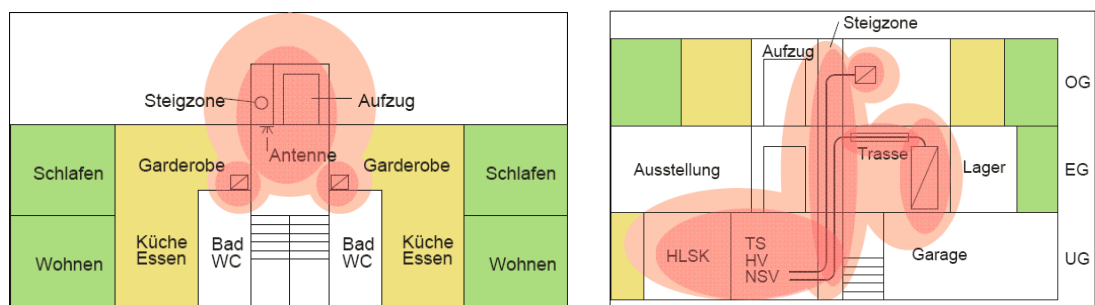 Steigzone
Aufzug
Antenne
Schlafen
Garderobe
Garderobe
Schlafen
Wohnen
Küche
Essen
Bad
WC
Bad
WC
Küche
Essen
Wohnen
Steigzone
Aufzug
OG
Ausstellung
Trasse
Lager
EG
HLSK
TS
HV
NSV
Garage
UG